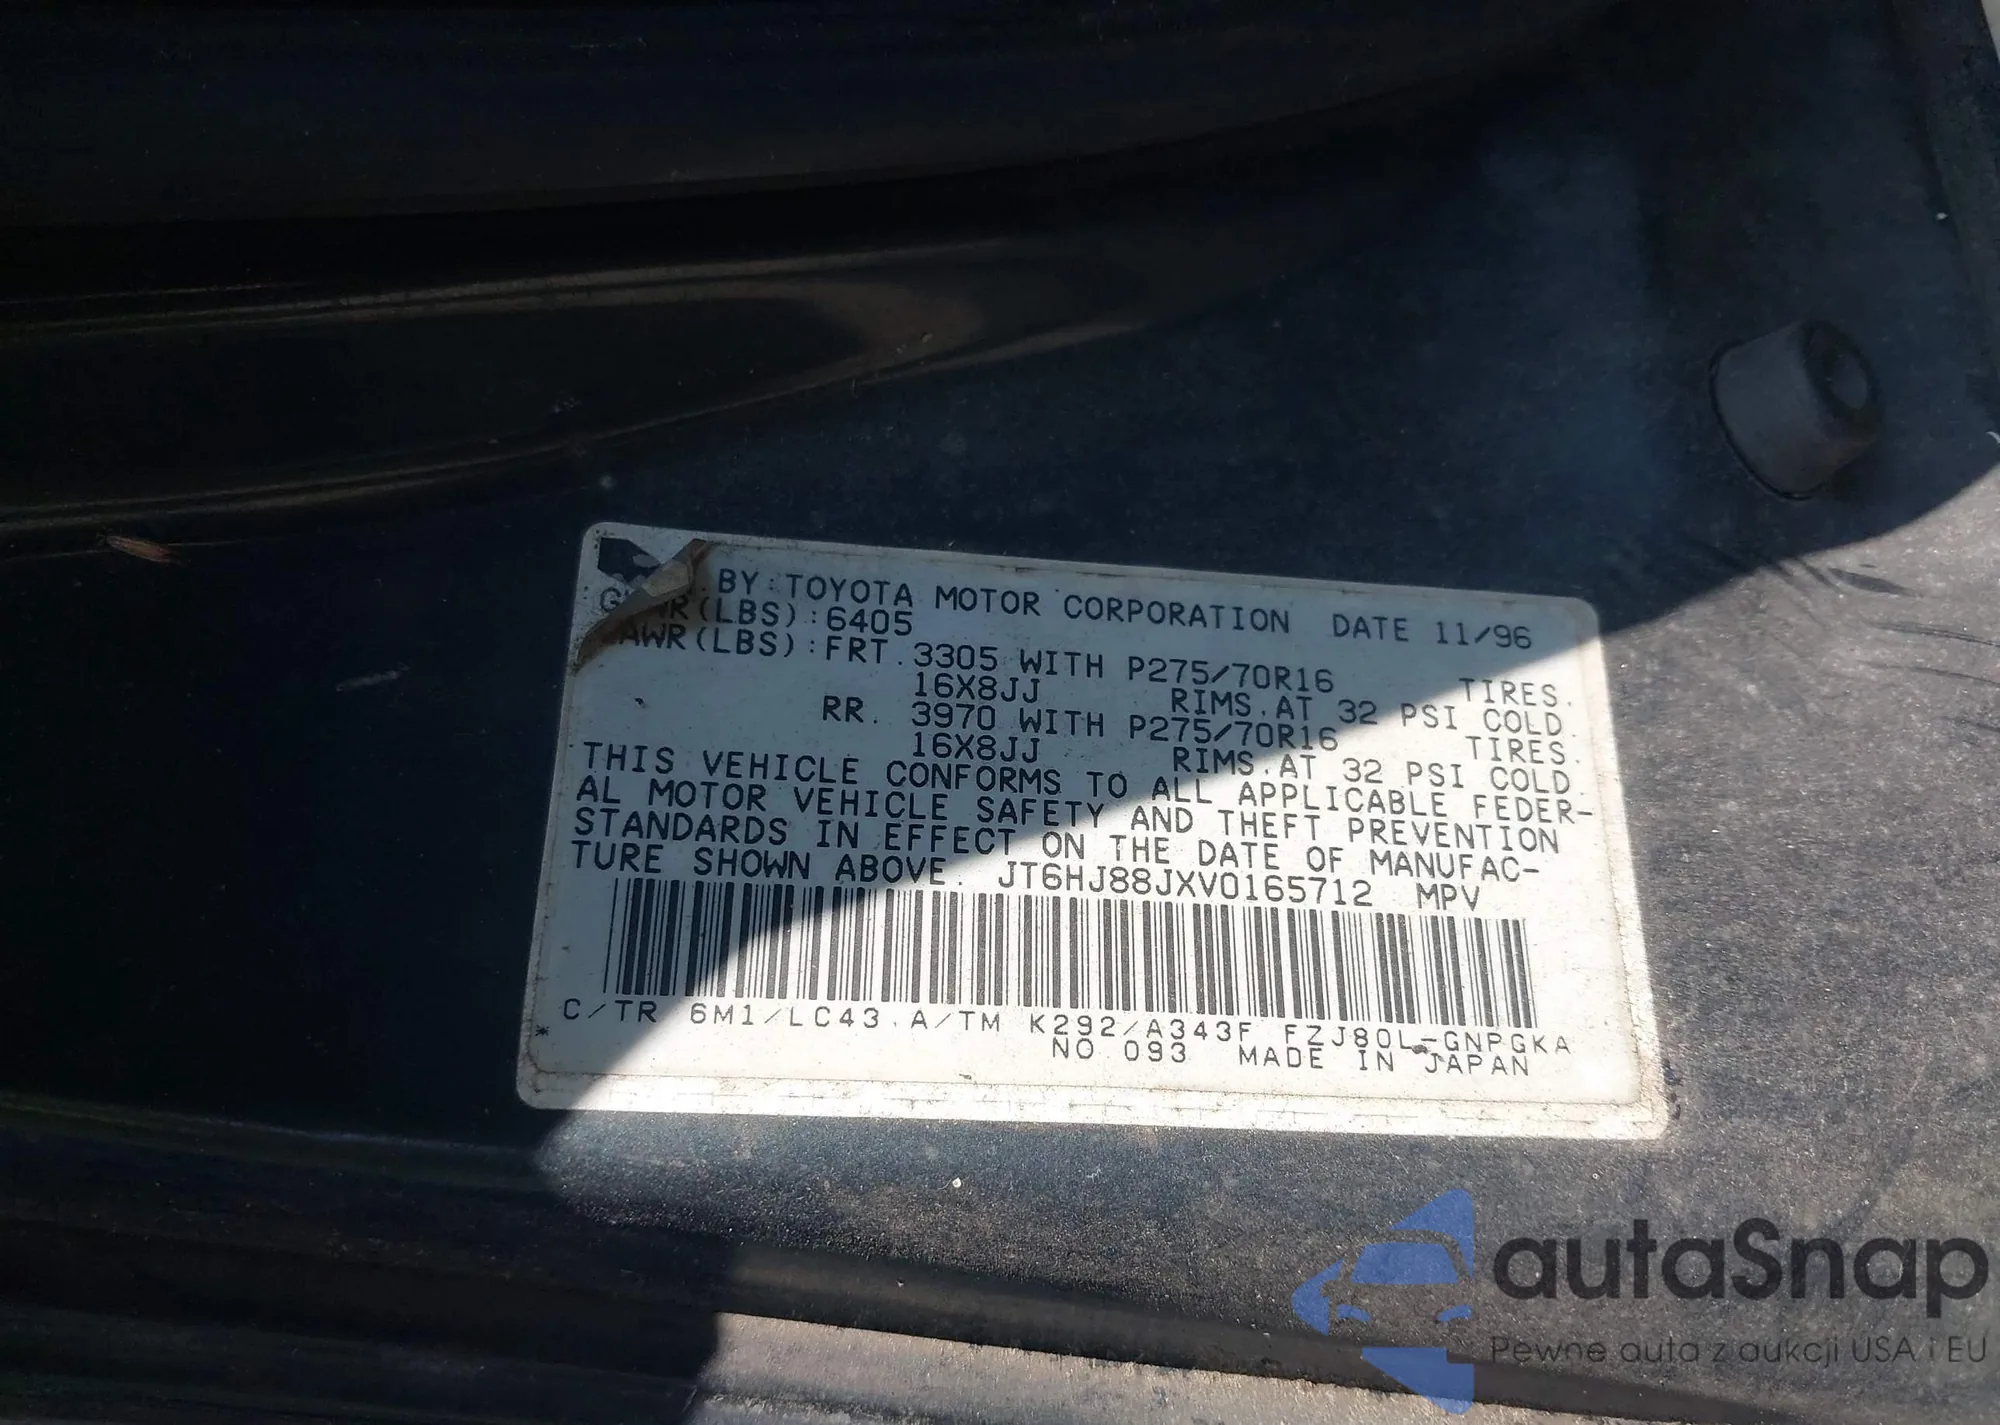 BY: TOYOTA MOTOR CORPORATION DATE 11/96
(LBS): 6405
AWR(LBS): FRT. 3305 WITH P275/70R16 TIRES.
16X8JJ RIMS. AT 32 PSI COLD.
RR. 3970 WITH P275/70R16 TIRES.
16X8JJ RIMS. AT 32 PSI COLD.
THIS VEHICLE CONFORMS TO ALL APPLICABLE FEDER-
AL MOTOR VEHICLE SAFETY AND THEFT PREVENTION
STANDARDS IN EFFECT ON THE DATE OF MANUFAC-
TURE SHOWN ABOVE. JT6HJ88JXV0165712 MPV
C/TR 6M1/LC43 A/TM K292/A343F FZJ80L-GNPGKA
* NO 093 MADE IN JAPAN
autaSnap
Pewne auta z aukcji USA i EU